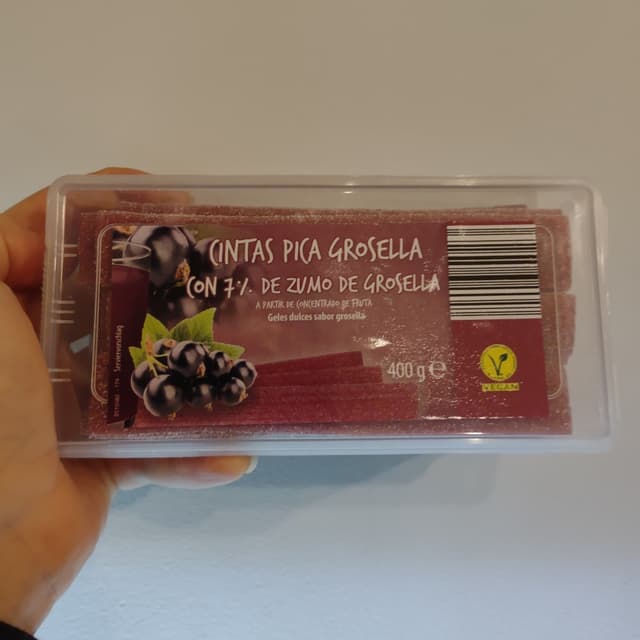 CINTAS PICA GROSELLA
CON 7% DE ZUMO DE GROSELLA
A PARTIR DE CONCENTRADO DE FRUTA
Geles dulces sabor grosella
400 g ℮
Serviervorschlag
V
VEGAN